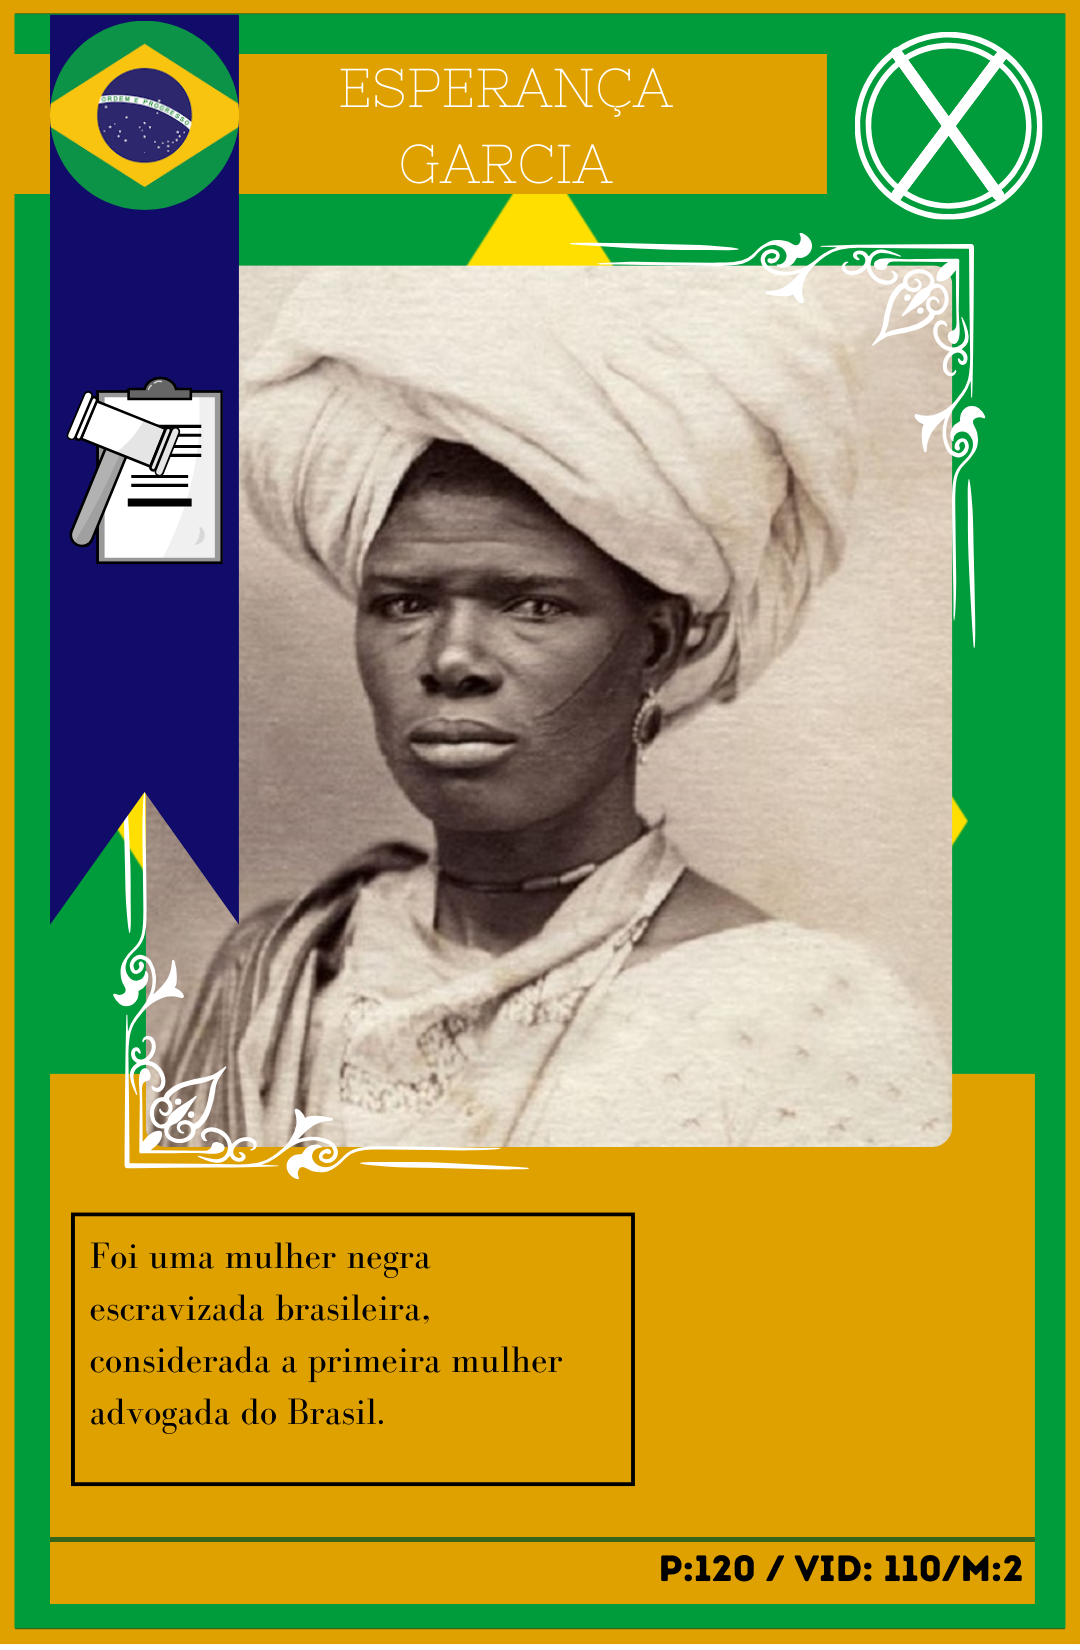 ORDEM E PROGRESSO
ESPERANÇA
GARCIA
Foi uma mulher negra
escravizada brasileira,
considerada a primeira mulher
advogada do Brasil.
P:120 / VID: 110/M:2